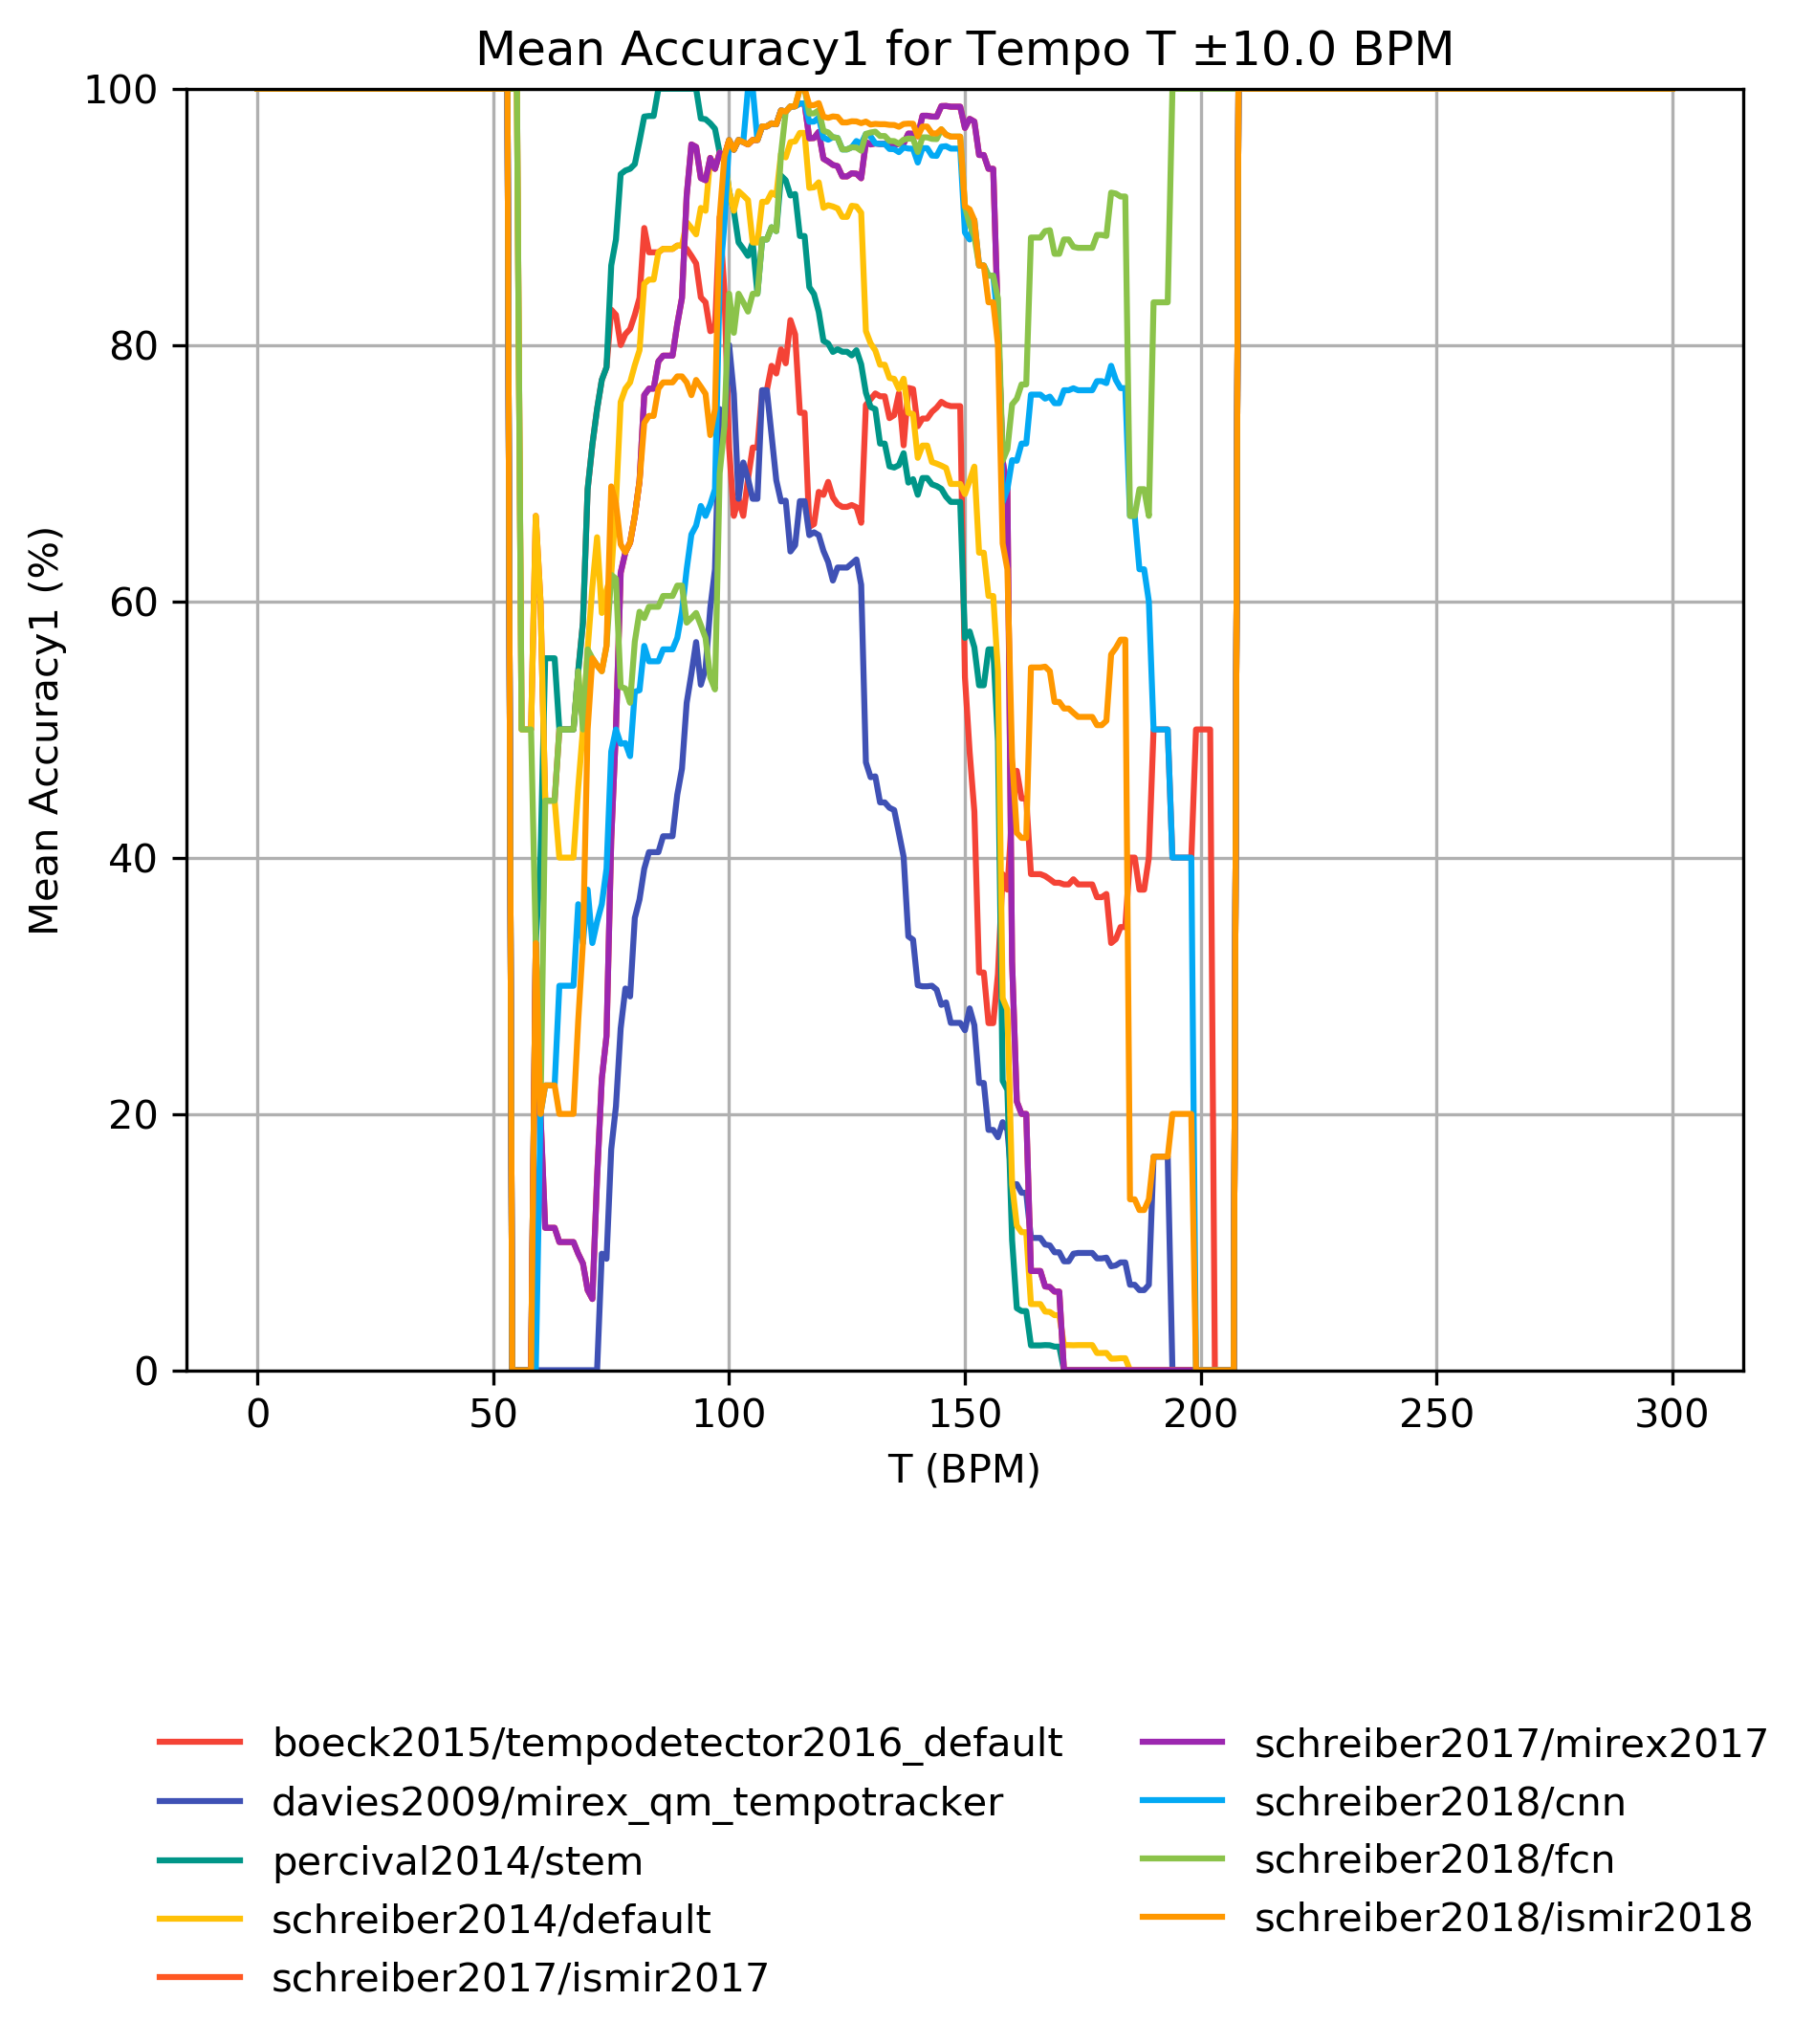 Mean Accuracy1 for Tempo T ±10.0 BPM
100
80
60
40
20
0
Mean Accuracy1 (%)
0 50 100 150 200 250 300
T (BPM)
boeck2015/tempodetector2016_default
davies2009/mirex_qm_tempotracker
percival2014/stem
schreiber2014/default
schreiber2017/ismir2017
schreiber2017/mirex2017
schreiber2018/cnn
schreiber2018/fcn
schreiber2018/ismir2018